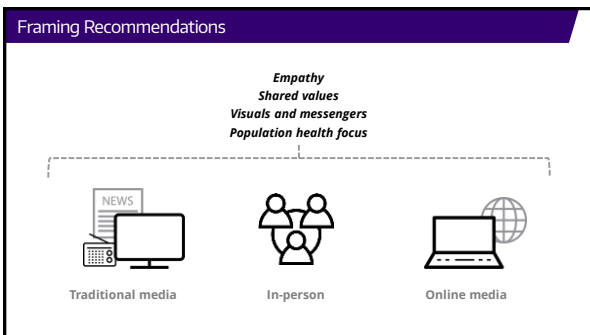 Framing Recommendations
Empathy
Shared values
Visuals and messengers
Population health focus
NEWS
Traditional media
In-person
Online media